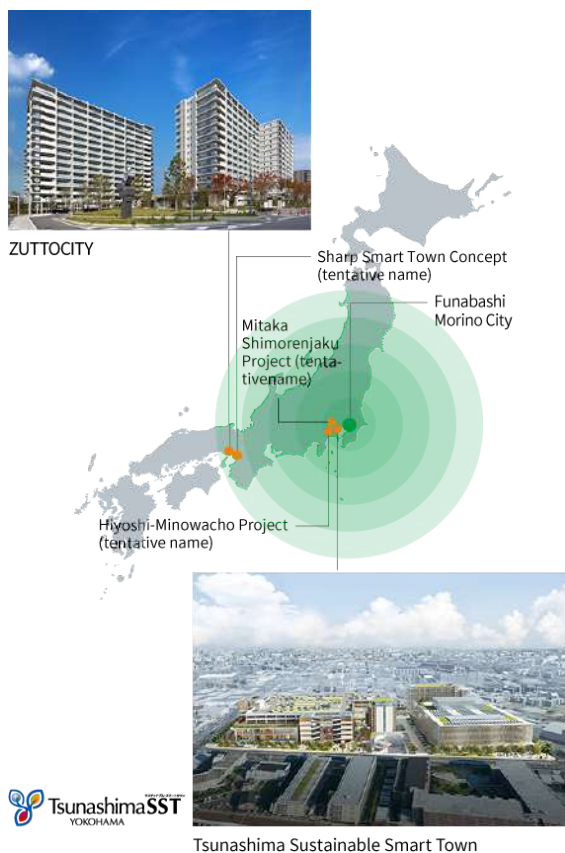 ZUTTOCITY
Sharp Smart Town Concept
(tentative name)
Funabashi
Morino City
Mitaka
Shimorenjaku
Project (tenta-
tivename)
Hiyoshi-Minowacho Project
(tentative name)
TsunashimaSST
YOKOHAMA
Tsunashima Sustainable Smart Town